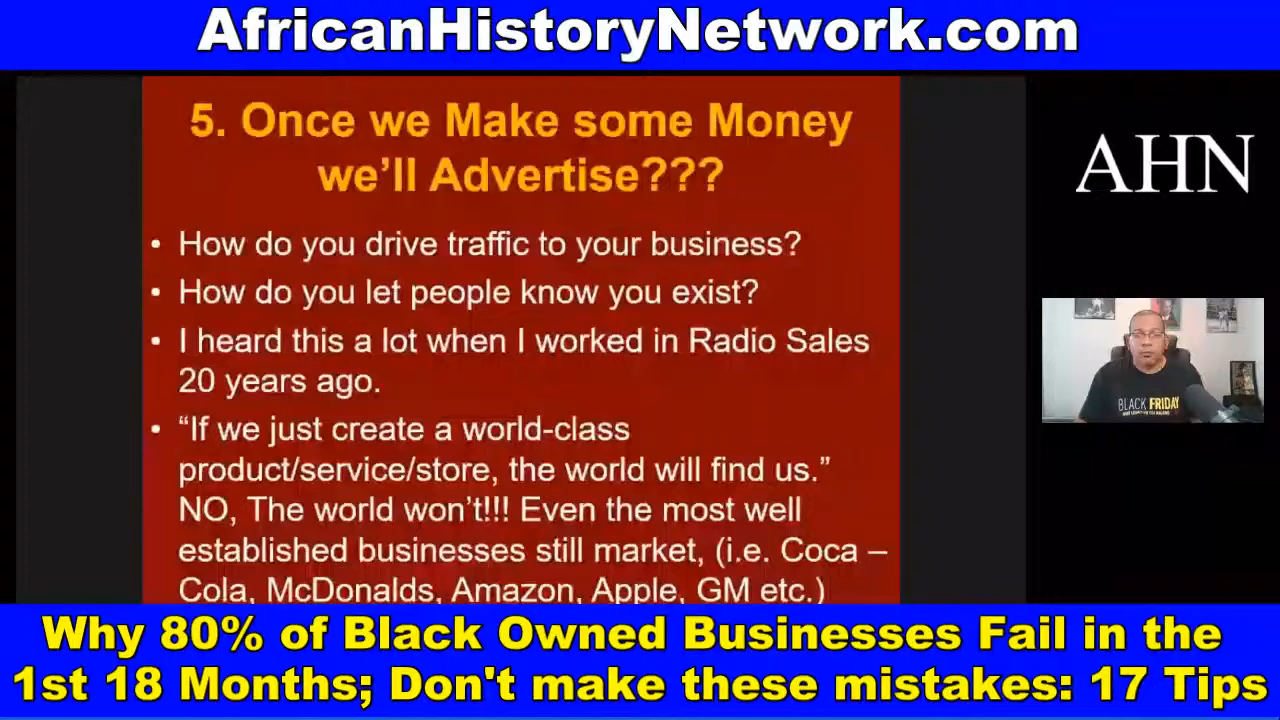 AfricanHistoryNetwork.com
5. Once we Make some Money
we'll Advertise???
• How do you drive traffic to your business?
• How do you let people know you exist?
• I heard this a lot when I worked in Radio Sales
20 years ago.
• “If we just create a world-class
product/service/store, the world will find us.”
NO, The world won't!!! Even the most well
established businesses still market, (i.e. Coca –
Cola, McDonalds, Amazon, Apple, GM etc.)
AHN
BLACK FRIDAY
Why 80% of Black Owned Businesses Fail in the
1st 18 Months; Don't make these mistakes: 17 Tips